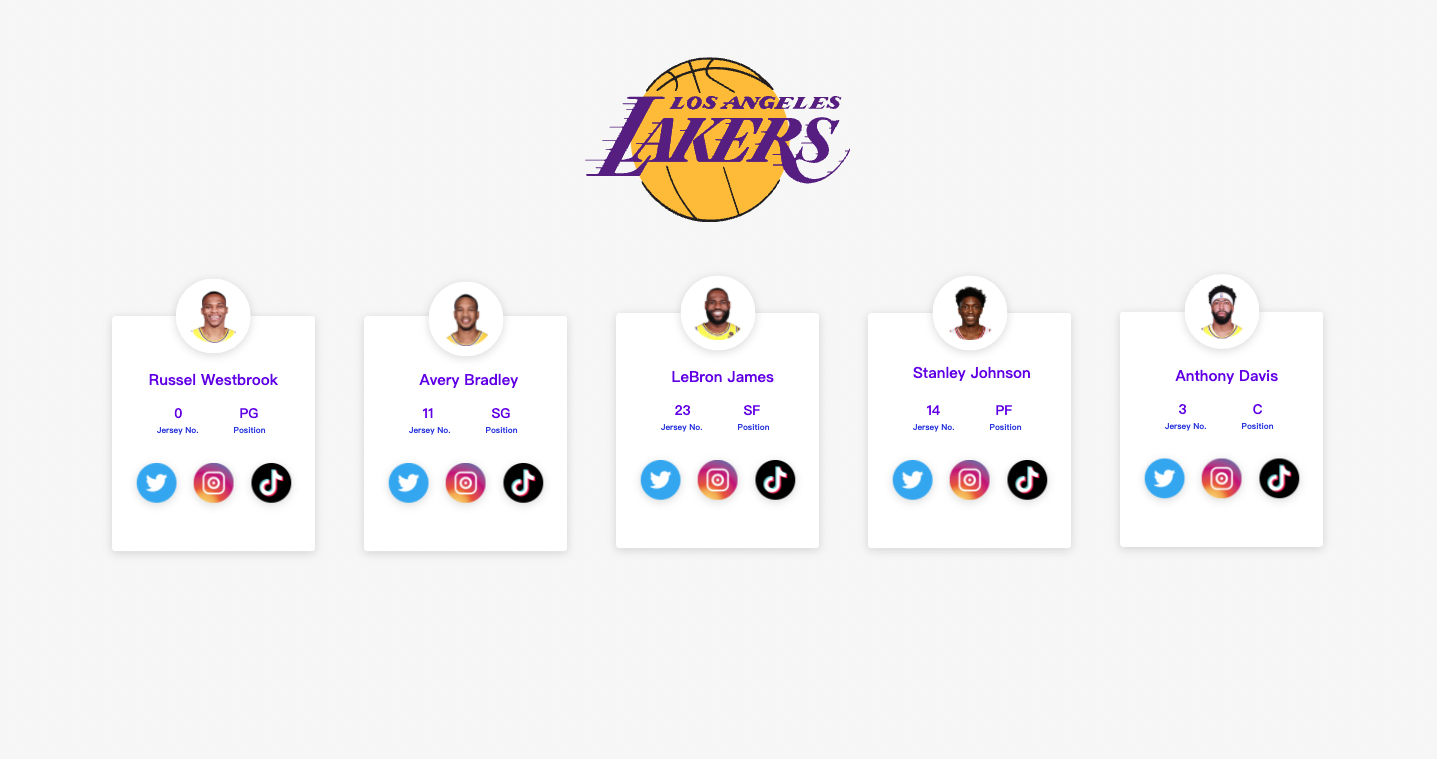 LOS ANGELES
LAKERS
Russel Westbrook
0 PG
Jersey No. Position
Avery Bradley
11 SG
Jersey No. Position
LeBron James
23 SF
Jersey No. Position
Stanley Johnson
14 PF
Jersey No. Position
Anthony Davis
3 C
Jersey No. Position